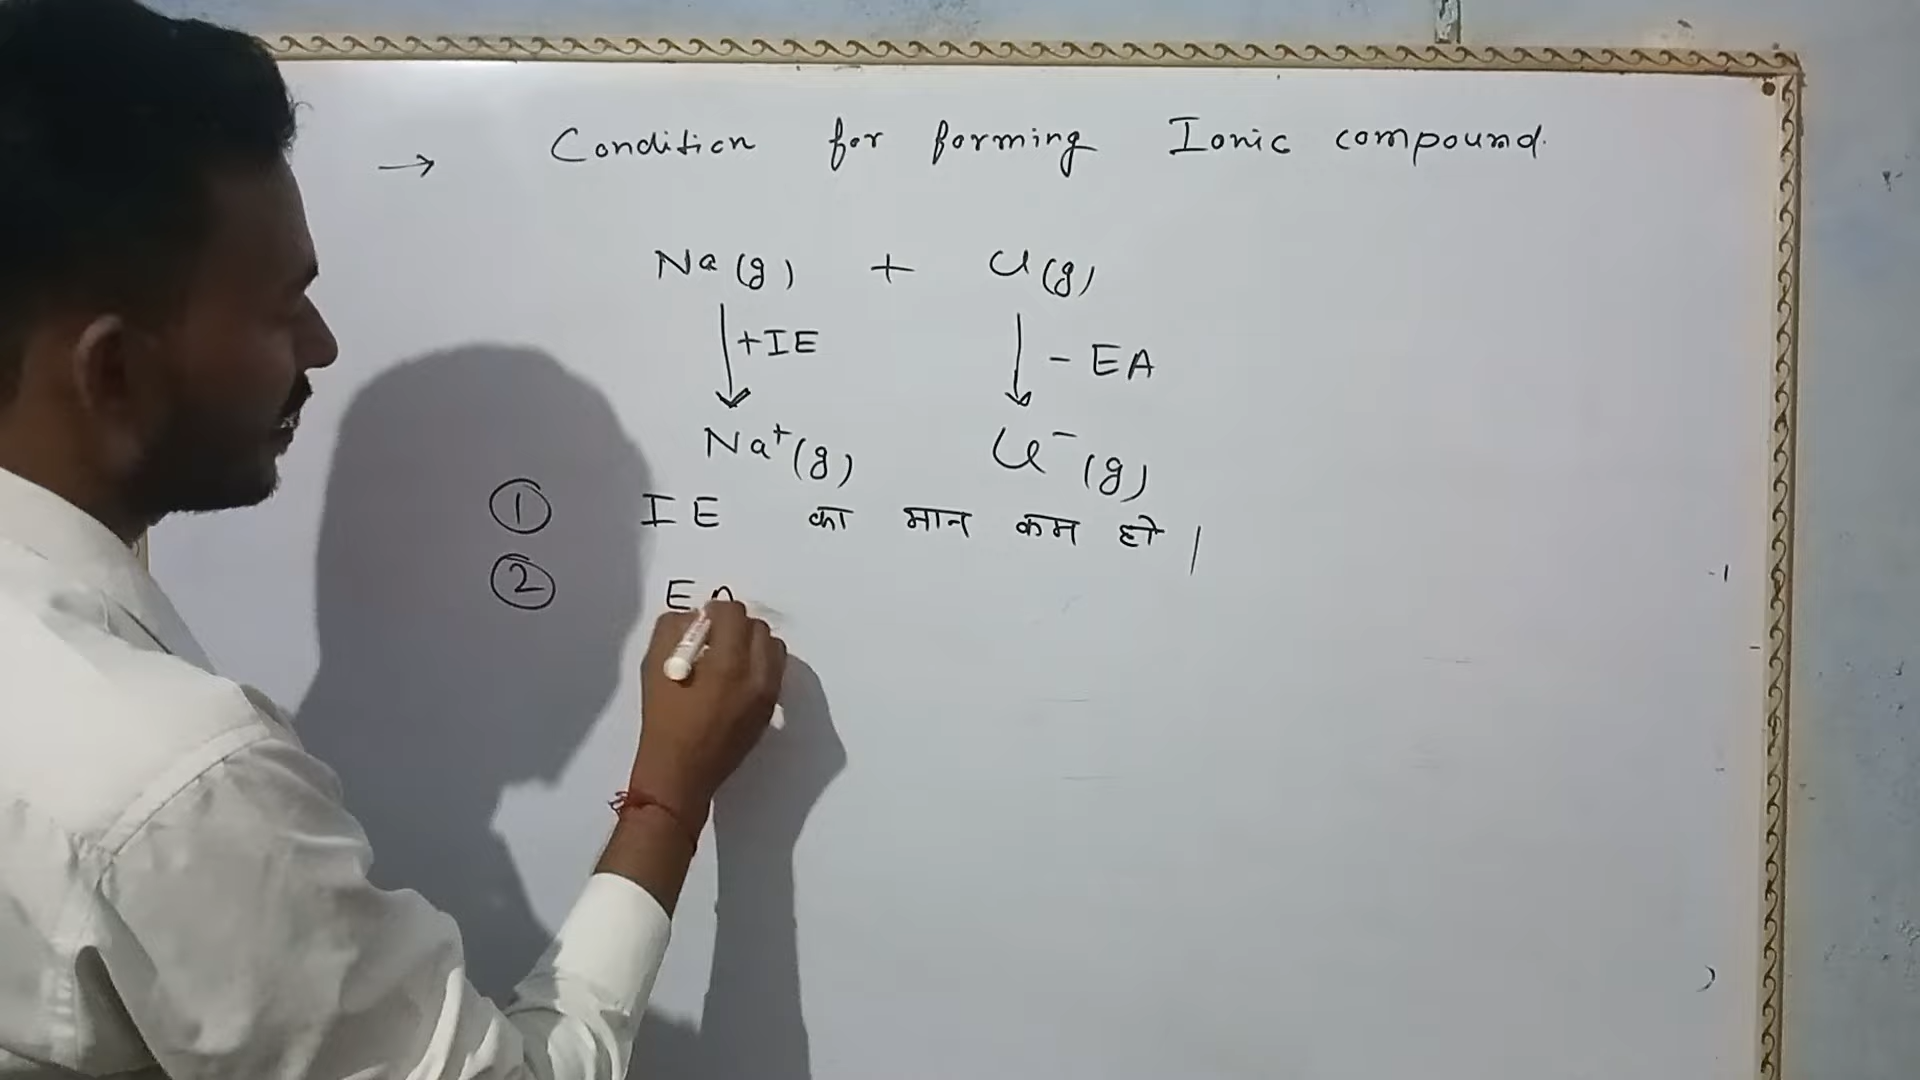 → Condition for forming Ionic compound.
Na (g) + Cl (g)
+IE - EA
Na⁺ (g) Cl⁻ (g)
① IE का मान कम हो |
② EA